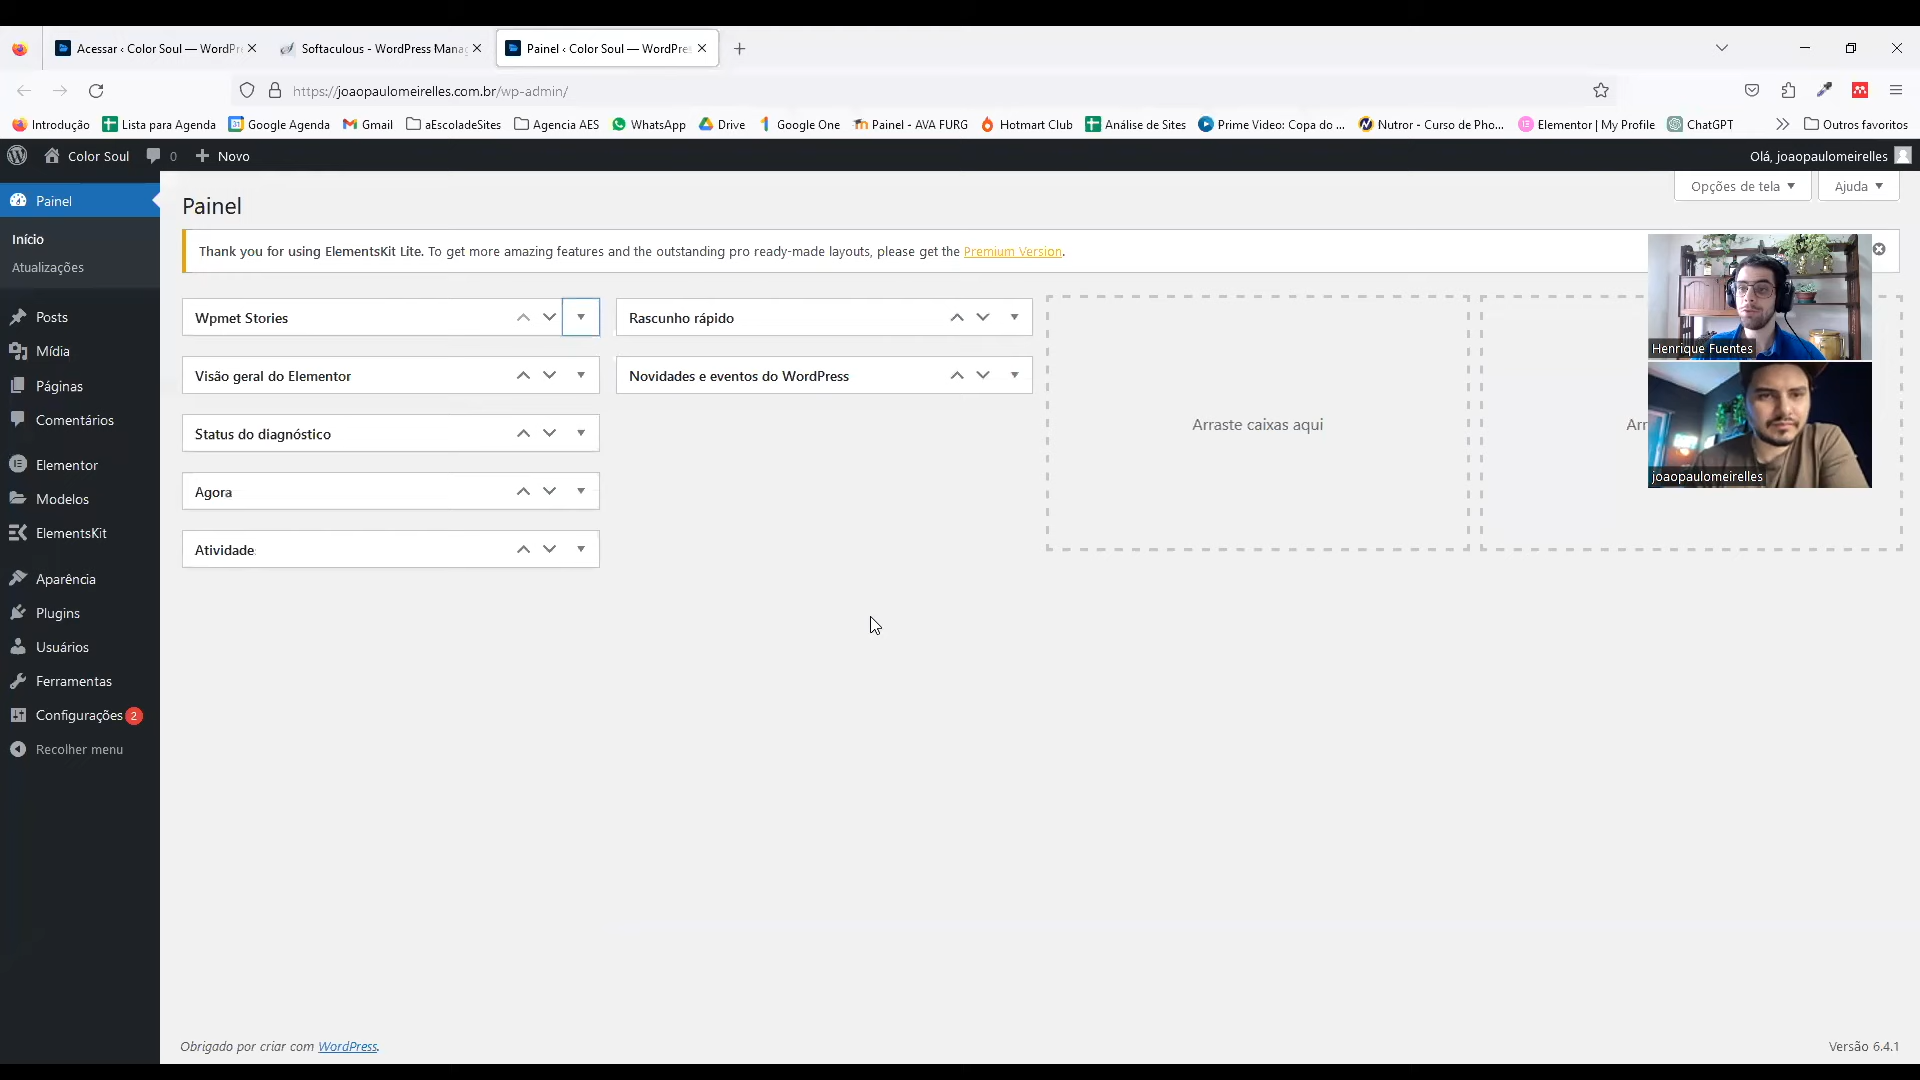 Acessar ‹ Color Soul — WordPr
Softaculous - WordPress Manag
Painel ‹ Color Soul — WordPres
https://joaopaulomeirelles.com.br/wp-admin/
Introdução
Lista para Agenda
Google Agenda
Gmail
aEscoladeSites
Agencia AES
WhatsApp
Drive
Google One
Painel - AVA FURG
Hotmart Club
Análise de Sites
Prime Video: Copa do ...
Nutror - Curso de Pho...
Elementor | My Profile
ChatGPT
Outros favoritos
Color Soul
0
Novo
Olá, joaopaulomeirelles
Opções de tela
Ajuda
Painel
Início
Atualizações
Posts
Mídia
Páginas
Comentários
Elementor
Modelos
ElementsKit
Aparência
Plugins
Usuários
Ferramentas
Configurações 2
Recolher menu
Painel
Thank you for using ElementsKit Lite. To get more amazing features and the outstanding pro ready-made layouts, please get the Premium Version.
Wpmet Stories
Visão geral do Elementor
Status do diagnóstico
Agora
Atividade
Rascunho rápido
Novidades e eventos do WordPress
Arraste caixas aqui
Arr
Henrique Fuentes
joaopaulomeirelles
Obrigado por criar com WordPress.
Versão 6.4.1